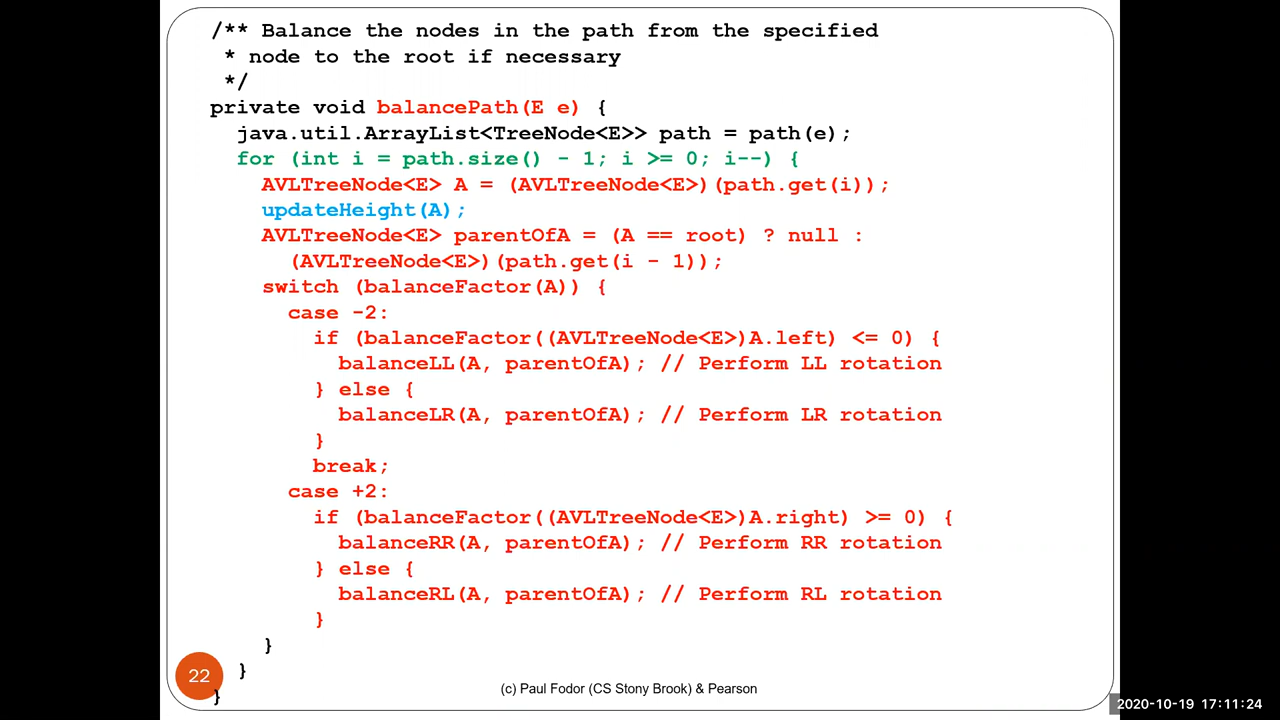 /** Balance the nodes in the path from the specified
 * node to the root if necessary
 */
private void balancePath(E e) {
  java.util.ArrayList<TreeNode<E>> path = path(e);
  for (int i = path.size() - 1; i >= 0; i--) {
    AVLTreeNode<E> A = (AVLTreeNode<E>)(path.get(i));
    updateHeight(A);
    AVLTreeNode<E> parentOfA = (A == root) ? null :
      (AVLTreeNode<E>)(path.get(i - 1));
    switch (balanceFactor(A)) {
      case -2:
        if (balanceFactor((AVLTreeNode<E>)A.left) <= 0) {
          balanceLL(A, parentOfA); // Perform LL rotation
        } else {
          balanceLR(A, parentOfA); // Perform LR rotation
        }
        break;
      case +2:
        if (balanceFactor((AVLTreeNode<E>)A.right) >= 0) {
          balanceRR(A, parentOfA); // Perform RR rotation
        } else {
          balanceRL(A, parentOfA); // Perform RL rotation
        }
    }
  }
}
22
(c) Paul Fodor (CS Stony Brook) & Pearson
2020-10-19 17:11:24